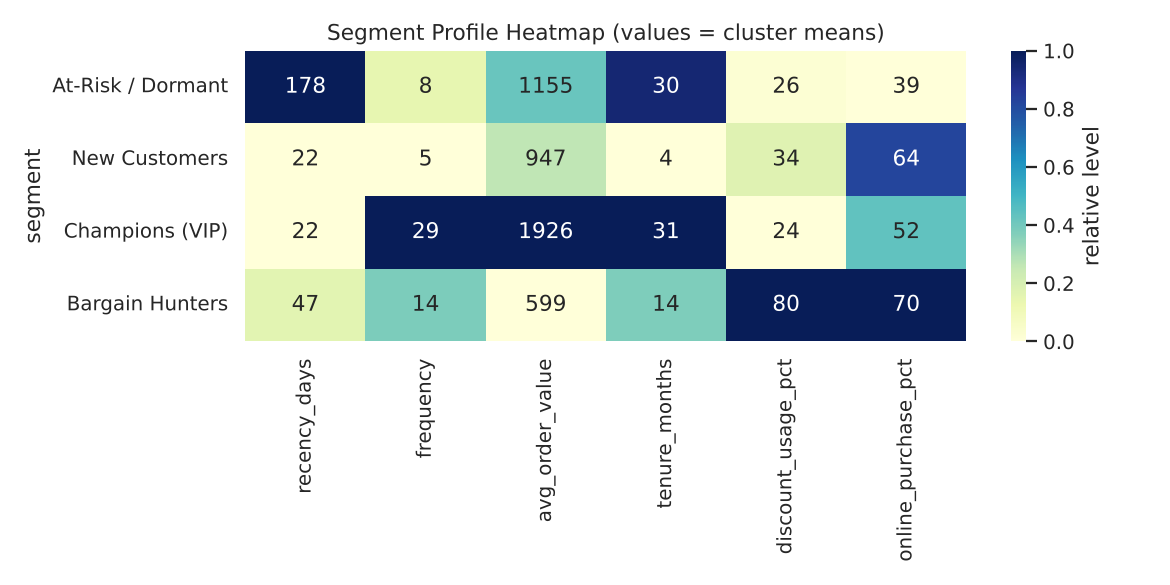 Segment Profile Heatmap (values = cluster means)
segment
At-Risk / Dormant 178 8 1155 30 26 39
New Customers 22 5 947 4 34 64
Champions (VIP) 22 29 1926 31 24 52
Bargain Hunters 47 14 599 14 80 70
recency_days
frequency
avg_order_value
tenure_months
discount_usage_pct
online_purchase_pct
1.0
0.8
0.6
0.4
0.2
0.0
relative level